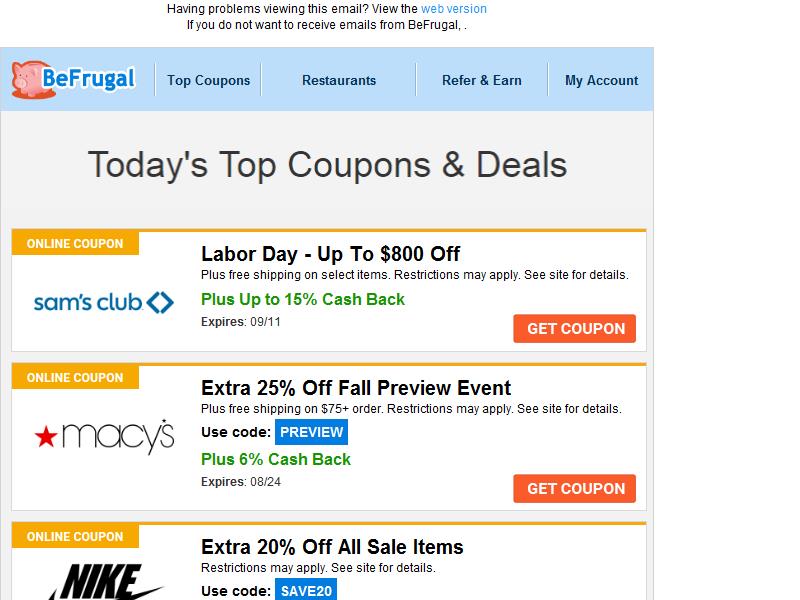 Having problems viewing this email? View the web version
If you do not want to receive emails from BeFrugal, .
BeFrugal
Top Coupons
Restaurants
Refer & Earn
My Account
Today's Top Coupons & Deals
ONLINE COUPON
sam's club
Labor Day - Up To $800 Off
Plus free shipping on select items. Restrictions may apply. See site for details.
Plus Up to 15% Cash Back
Expires: 09/11
GET COUPON
ONLINE COUPON
macy's
Extra 25% Off Fall Preview Event
Plus free shipping on $75+ order. Restrictions may apply. See site for details.
Use code: PREVIEW
Plus 6% Cash Back
Expires: 08/24
GET COUPON
ONLINE COUPON
NIKE
Extra 20% Off All Sale Items
Restrictions may apply. See site for details.
Use code: SAVE20